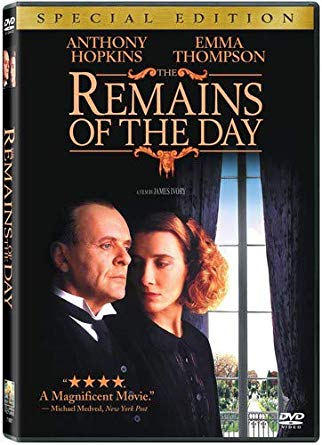 SPECIAL EDITION
ANTHONY HOPKINS
EMMA THOMPSON
THE
REMAINS
OF THE DAY
A FILM BY JAMES IVORY
"★★★★
A Magnificent Movie."
– Michael Medved, New York Post
DVD
VIDEO
DVD
REMAINS OF THE DAY